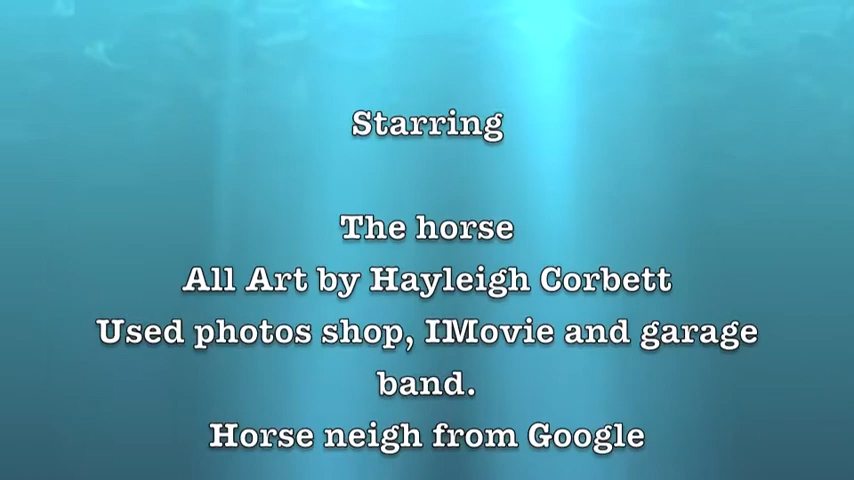 Starring
The horse
All Art by Hayleigh Corbett
Used photos shop, IMovie and garage
band.
Horse neigh from Google